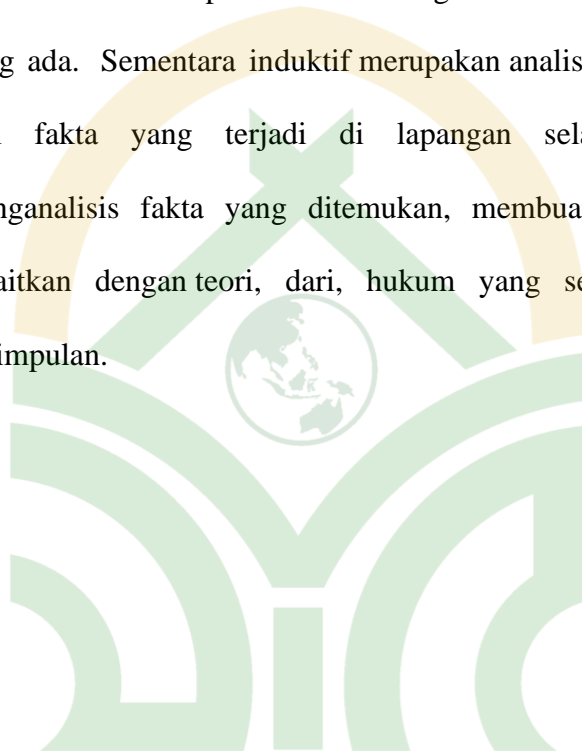 g ada. Sementara induktif merupakan analis
fakta yang terjadi di lapangan sel
nganalisis fakta yang ditemukan, membua
aitkan dengan teori, dari, hukum yang se
impulan.